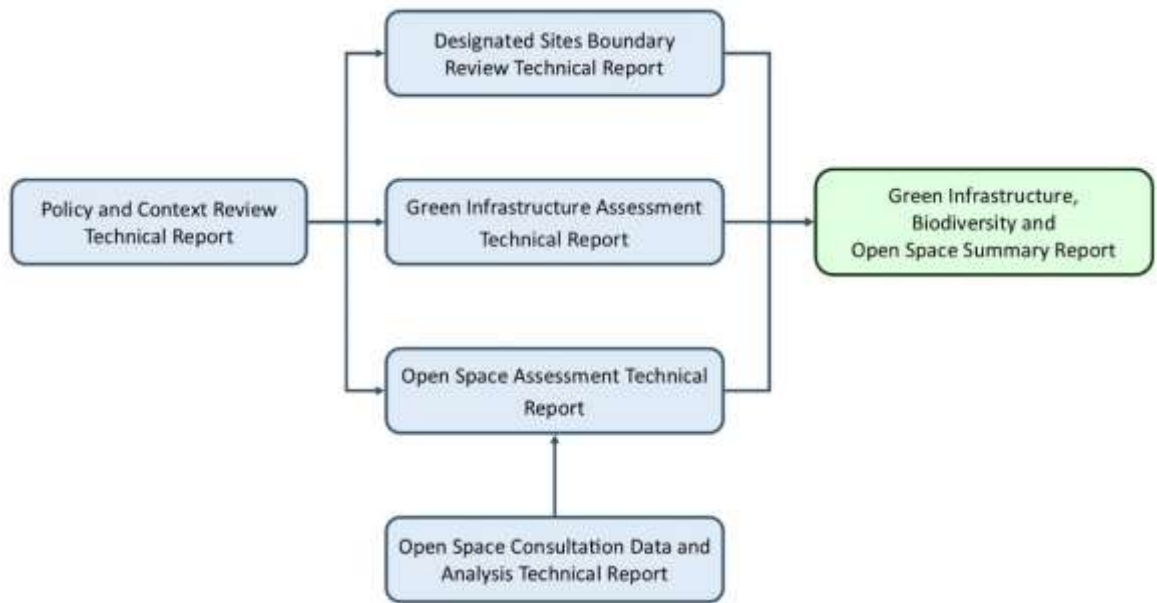 Designated Sites Boundary
Review Technical Report
Policy and Context Review
Technical Report
Green Infrastructure Assessment
Technical Report
Green Infrastructure,
Biodiversity and
Open Space Summary Report
Open Space Assessment Technical
Report
Open Space Consultation Data and
Analysis Technical Report